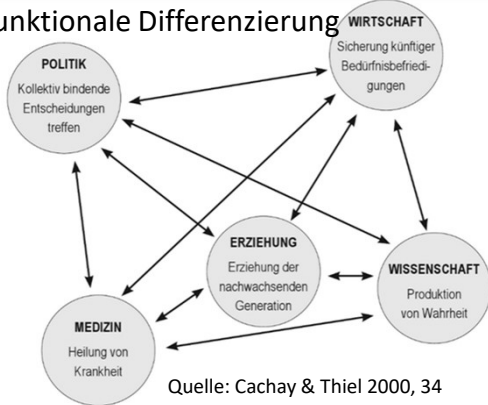 unktionale Differenzierung
WIRTSCHAFT
Sicherung künftiger
Bedürfnisbefriedi-
gungen
POLITIK
Kollektiv bindende
Entscheidungen
treffen
ERZIEHUNG
Erziehung der
nachwachsenden
Generation
WISSENSCHAFT
Produktion
von Wahrheit
MEDIZIN
Heilung von
Krankheit
Quelle: Cachay & Thiel 2000, 34